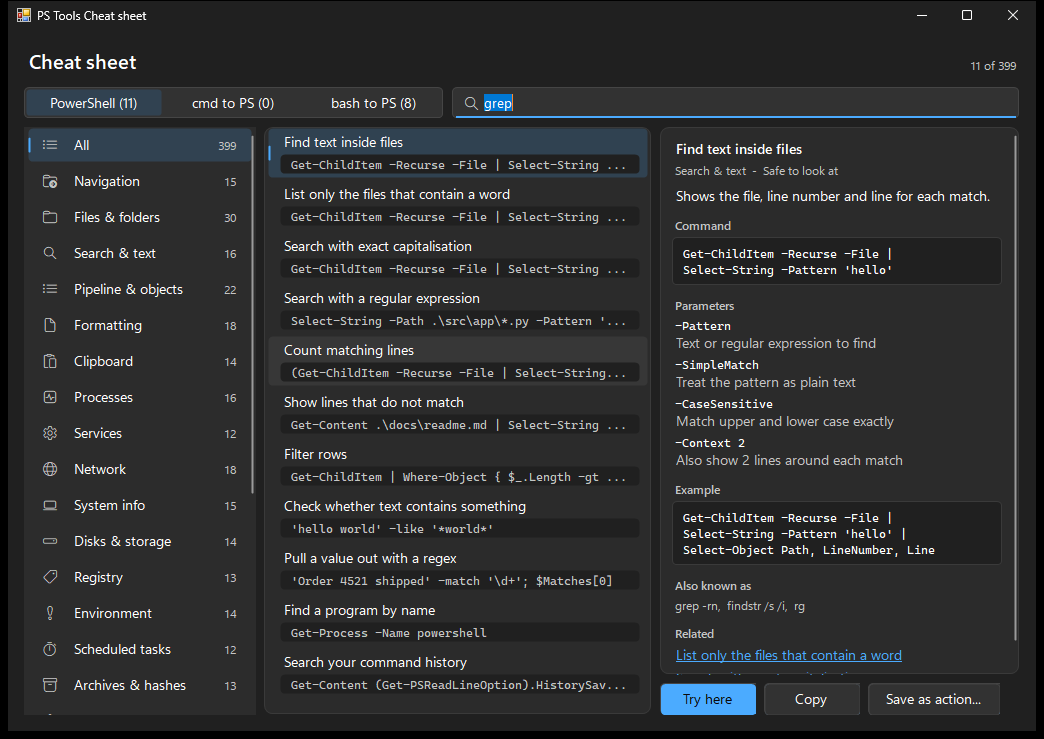 PS Tools Cheat sheet
Cheat sheet
11 of 399
PowerShell (11)
cmd to PS (0)
bash to PS (8)
grep
All 399
Navigation 15
Files & folders 30
Search & text 16
Pipeline & objects 22
Formatting 18
Clipboard 14
Processes 16
Services 12
Network 18
System info 15
Disks & storage 14
Registry 13
Environment 14
Scheduled tasks 12
Archives & hashes 13
Find text inside files
Get-ChildItem -Recurse -File | Select-String ...
List only the files that contain a word
Get-ChildItem -Recurse -File | Select-String ...
Search with exact capitalisation
Get-ChildItem -Recurse -File | Select-String ...
Search with a regular expression
Select-String -Path .\src\app\*.py -Pattern '...
Count matching lines
(Get-ChildItem -Recurse -File | Select-String...
Show lines that do not match
Get-Content .\docs\readme.md | Select-String ...
Filter rows
Get-ChildItem | Where-Object { $_.Length -gt ...
Check whether text contains something
'hello world' -like '*world*'
Pull a value out with a regex
'Order 4521 shipped' -match '\d+'; $Matches[0]
Find a program by name
Get-Process -Name powershell
Search your command history
Get-Content (Get-PSReadLineOption).HistorySav...
Find text inside files
Search & text - Safe to look at
Shows the file, line number and line for each match.
Command
Get-ChildItem -Recurse -File |
Select-String -Pattern 'hello'
Parameters
-Pattern
Text or regular expression to find
-SimpleMatch
Treat the pattern as plain text
-CaseSensitive
Match upper and lower case exactly
-Context 2
Also show 2 lines around each match
Example
Get-ChildItem -Recurse -File |
Select-String -Pattern 'hello' |
Select-Object Path, LineNumber, Line
Also known as
grep -rn, findstr /s /i, rg
Related
List only the files that contain a word
Try here
Copy
Save as action...